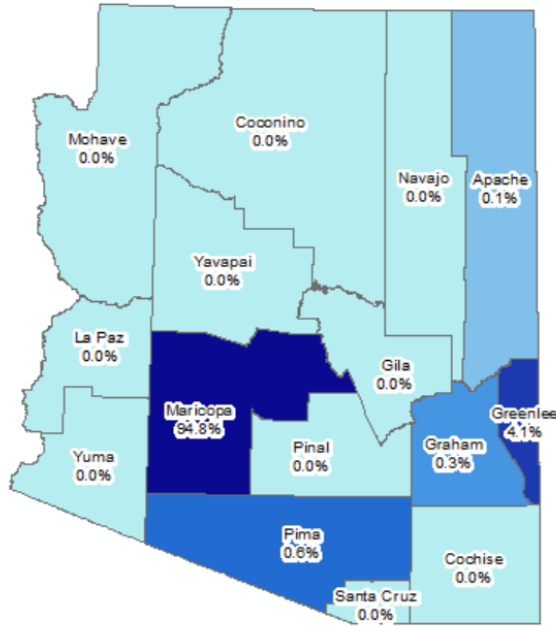 Mohave
0.0%
Coconino
0.0%
Navajo
0.0%
Apache
0.1%
Yavapai
0.0%
La Paz
0.0%
Gila
0.0%
Maricopa
94.8%
Greenlee
4.1%
Graham
0.3%
Pinal
0.0%
Yuma
0.0%
Pima
0.6%
Cochise
0.0%
Santa Cruz
0.0%